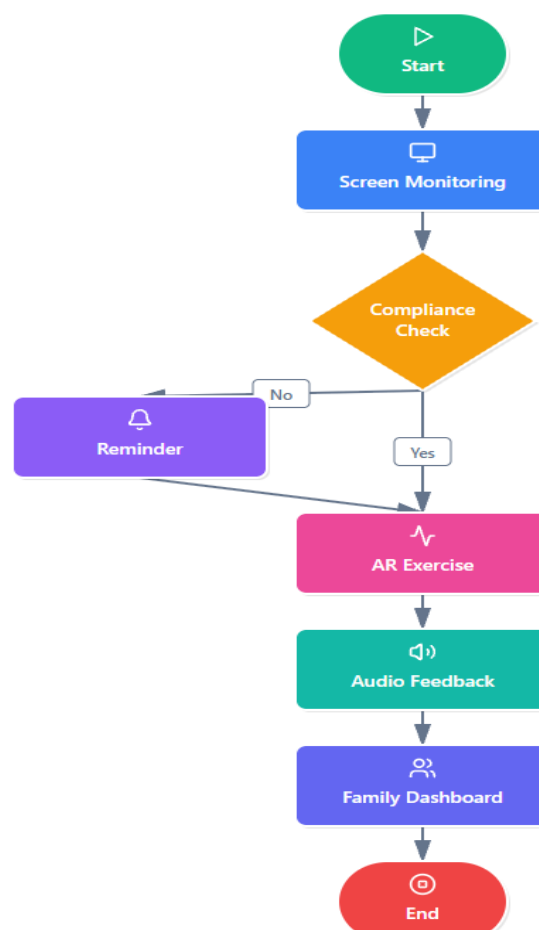 Start
Screen Monitoring
Compliance
Check
No
Reminder
Yes
AR Exercise
Audio Feedback
Family Dashboard
End